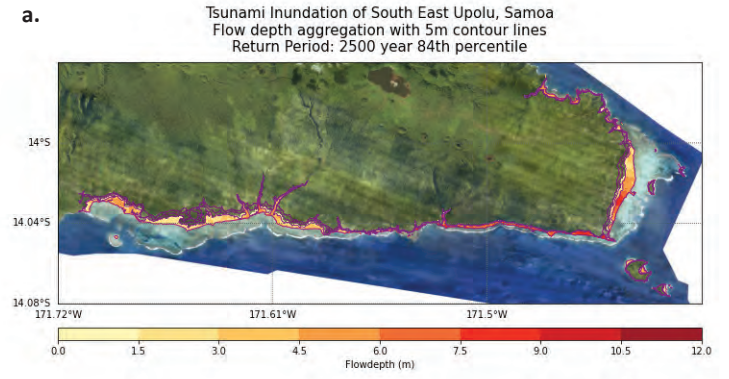 a.
Tsunami Inundation of South East Upolu, Samoa
Flow depth aggregation with 5m contour lines
Return Period: 2500 year 84th percentile
14°S
14.04°S
14.08°S
171.72°W 171.61°W 171.5°W
0.0 1.5 3.0 4.5 6.0 7.5 9.0 10.5 12.0
Flowdepth (m)